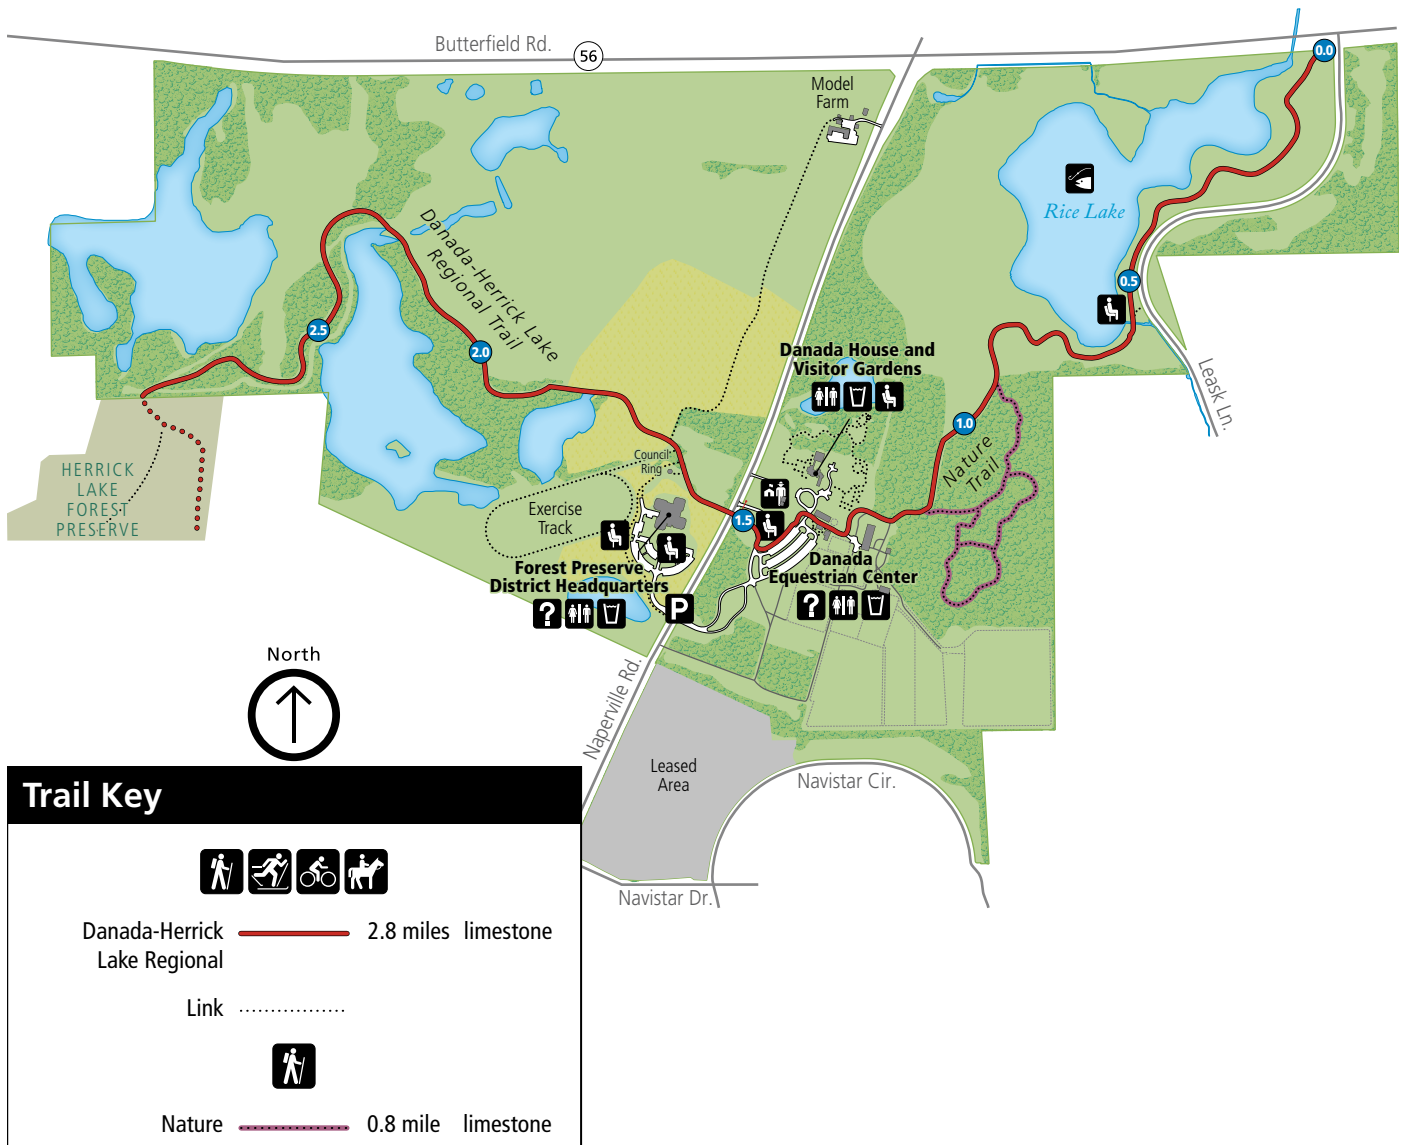 Butterfield Rd.
56
0.0
Model
Farm
Rice Lake
Danada-Herrick Lake
Regional Trail
0.5
2.5
2.0
Danada House and
Visitor Gardens
Leask Ln.
1.0
Nature
Trail
Council
Ring
HERRICK
LAKE
FOREST
PRESERVE
Exercise
Track
1.5
Forest Preserve
District Headquarters
?
Danada
Equestrian Center
?
P
North
Naperville Rd.
Leased
Area
Navistar Cir.
Navistar Dr.
Trail Key
Danada-Herrick 2.8 miles limestone
Lake Regional
Link
Nature 0.8 mile limestone